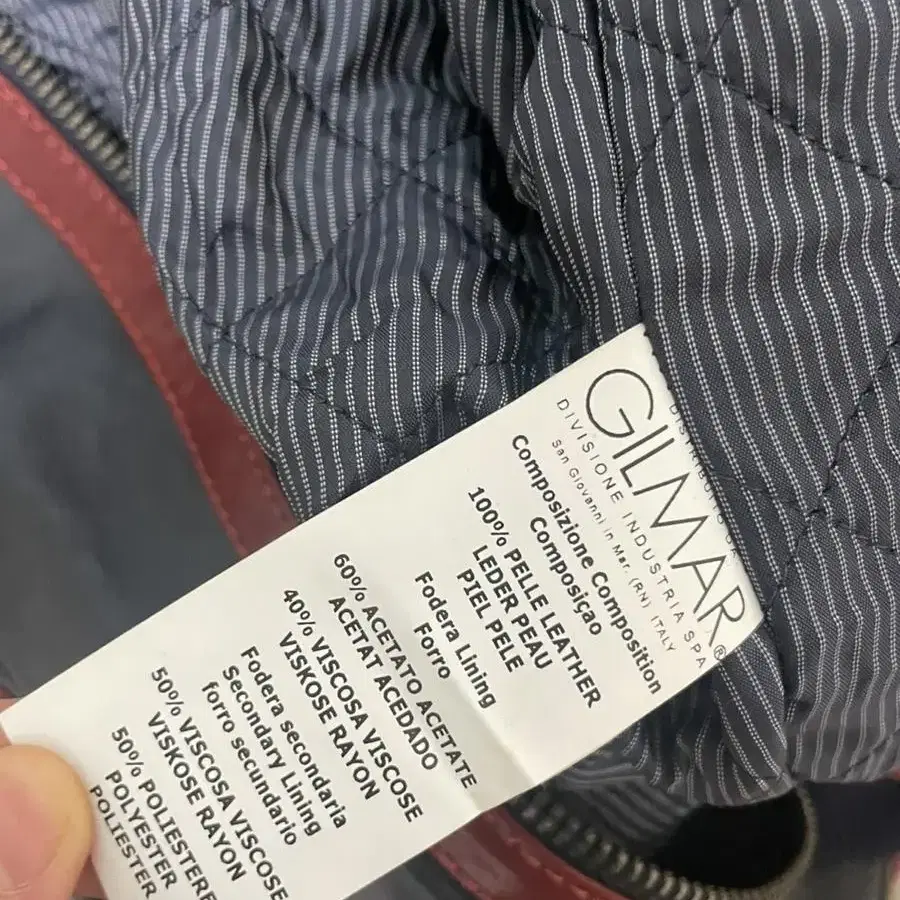 GILMAR®
DIVISIONE INDUSTRIA SPA
San Giovanni in Mar. (RN) ITALY
Composizione Composition
Composiçao
100% PELLE LEATHER
LEDER PEAU
PIEL PELE
Fodera Lining
Forro
60% ACETATO ACETATE
ACETAT ACEDADO
40% VISCOSA VISCOSE
VISKOSE RAYON
Fodera secondaria
Secondary Lining
forro secundario
50% VISCOSA VISCOSE
VISKOSE RAYON
50% POLIESTERE
POLYESTER
POLIESTER